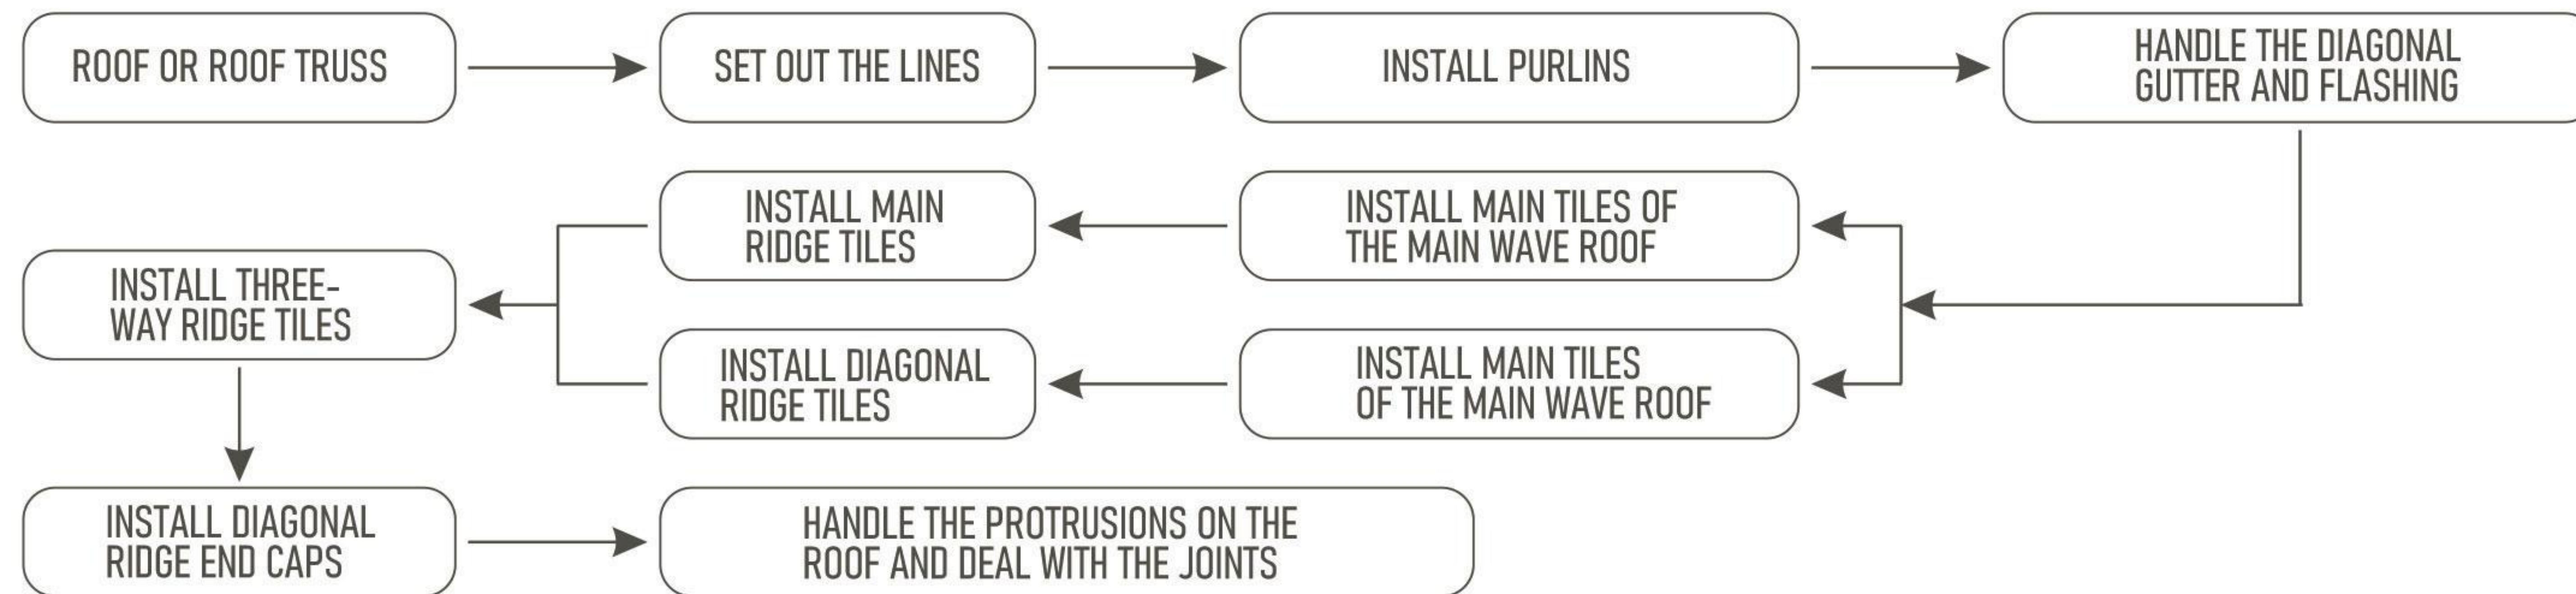 ROOF OR ROOF TRUSS
SET OUT THE LINES
INSTALL PURLINS
HANDLE THE DIAGONAL
GUTTER AND FLASHING
INSTALL MAIN TILES OF
THE MAIN WAVE ROOF
INSTALL MAIN
RIDGE TILES
INSTALL MAIN TILES
OF THE MAIN WAVE ROOF
INSTALL DIAGONAL
RIDGE TILES
INSTALL THREE-
WAY RIDGE TILES
INSTALL DIAGONAL
RIDGE END CAPS
HANDLE THE PROTRUSIONS ON THE
ROOF AND DEAL WITH THE JOINTS